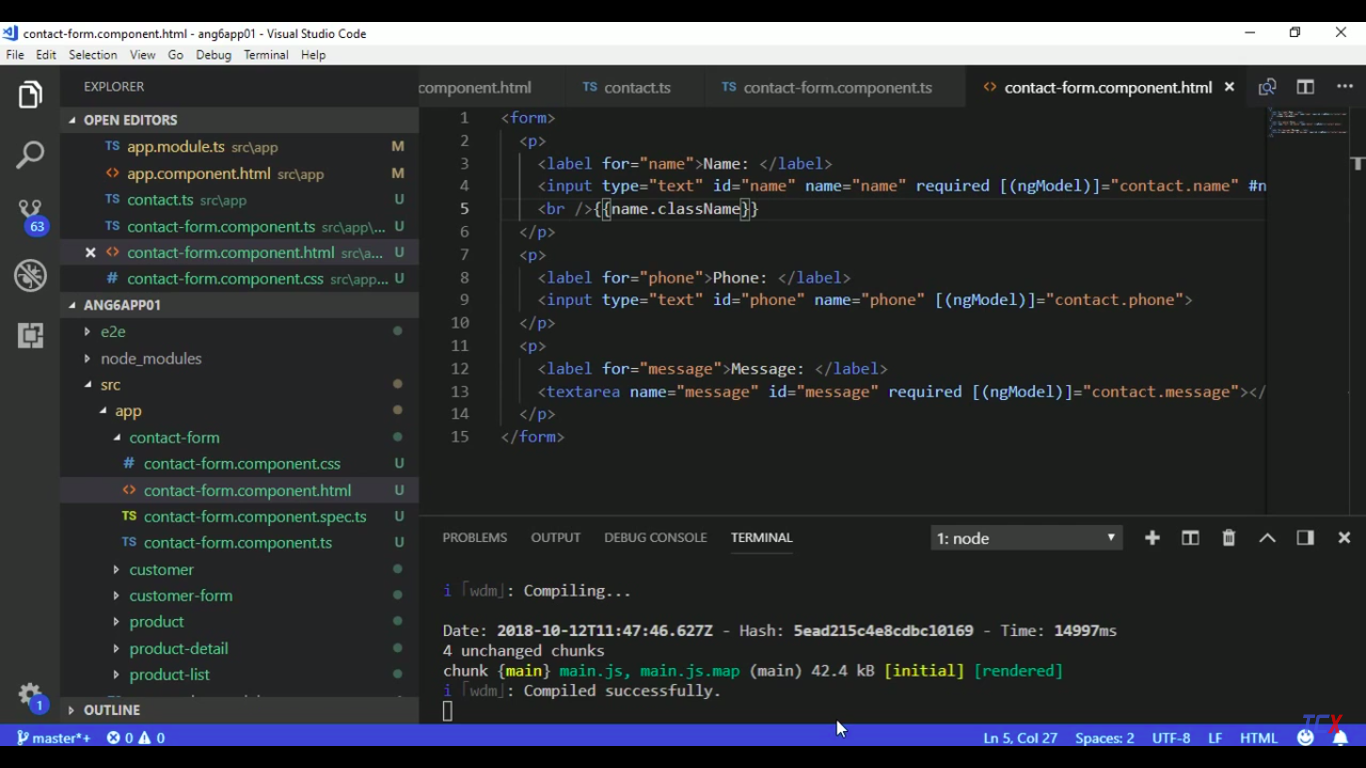 contact-form.component.html - ang6app01 - Visual Studio Code
File Edit Selection View Go Debug Terminal Help
EXPLORER
OPEN EDITORS
TS app.module.ts src\app M
<> app.component.html src\app M
TS contact.ts src\app U
TS contact-form.component.ts src\app\... U
<> contact-form.component.html src\a... U
# contact-form.component.css src\app... U
ANG6APP01
e2e
node_modules
src
app
contact-form
# contact-form.component.css U
<> contact-form.component.html U
TS contact-form.component.spec.ts U
TS contact-form.component.ts U
customer
customer-form
product
product-detail
product-list
OUTLINE
63
1
component.html TS contact.ts TS contact-form.component.ts <> contact-form.component.html
1 <form>
2 <p>
3 <label for="name">Name: </label>
4 <input type="text" id="name" name="name" required [(ngModel)]="contact.name" #n
5 <br />{{name.className}}
6 </p>
7 <p>
8 <label for="phone">Phone: </label>
9 <input type="text" id="phone" name="phone" [(ngModel)]="contact.phone">
10 </p>
11 <p>
12 <label for="message">Message: </label>
13 <textarea name="message" id="message" required [(ngModel)]="contact.message"></
14 </p>
15 </form>
PROBLEMS OUTPUT DEBUG CONSOLE TERMINAL 1: node
i ｢wdm｣: Compiling...
Date: 2018-10-12T11:47:46.627Z - Hash: 5ead215c4e8cdbc10169 - Time: 14997ms
4 unchanged chunks
chunk {main} main.js, main.js.map (main) 42.4 kB [initial] [rendered]
i ｢wdm｣: Compiled successfully.
TCX
master*+ 0 0 Ln 5, Col 27 Spaces: 2 UTF-8 LF HTML